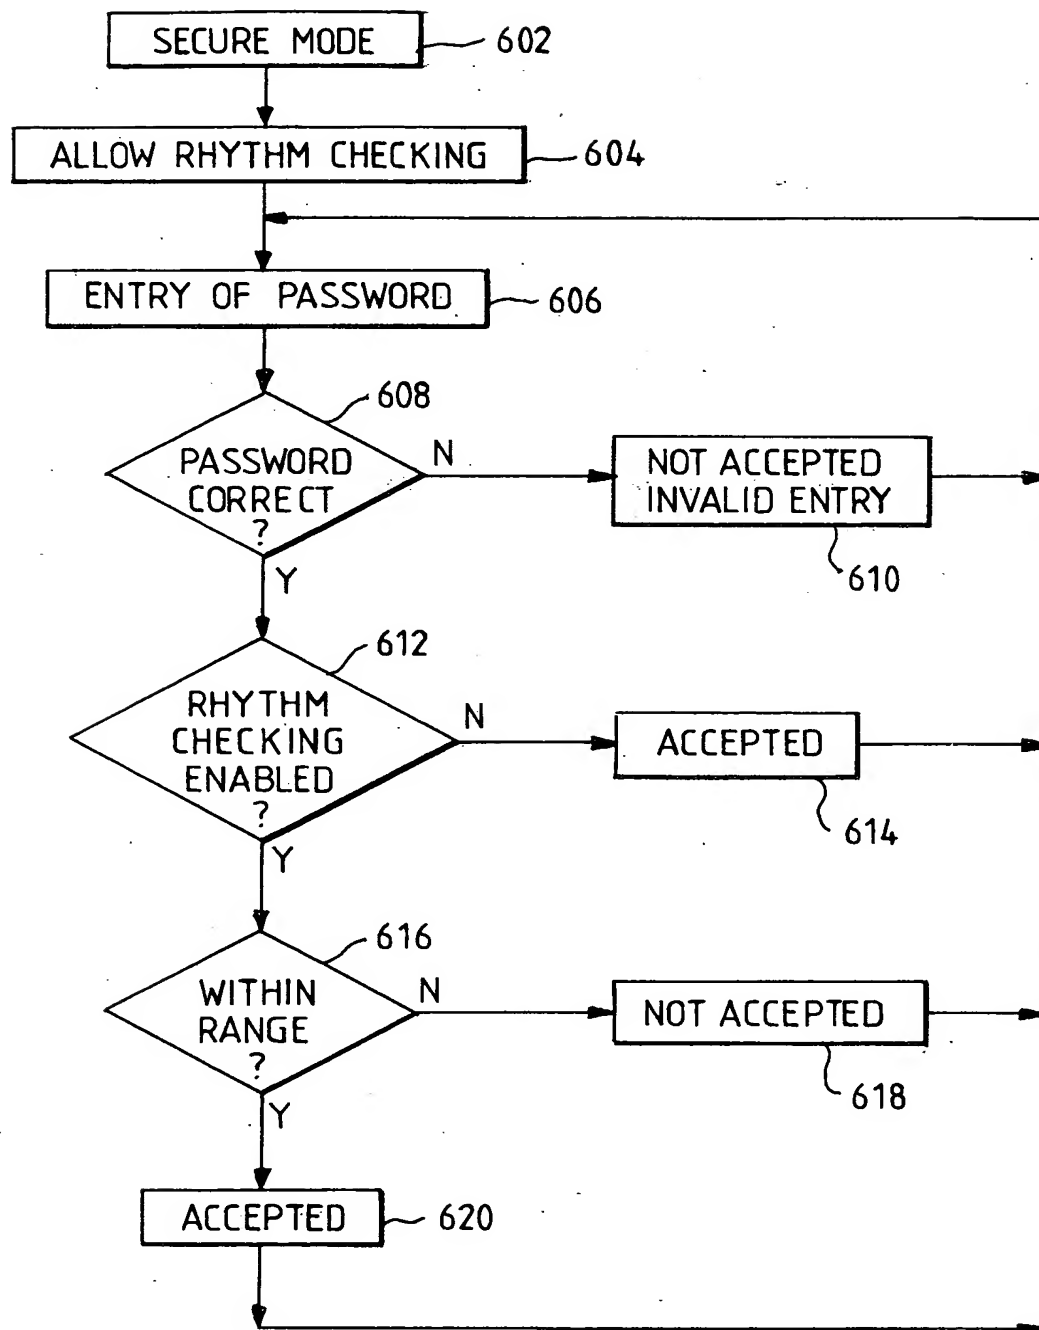 SECURE MODE
602
ALLOW RHYTHM CHECKING
604
ENTRY OF PASSWORD
606
608
PASSWORD
CORRECT
?
N
Y
NOT ACCEPTED
INVALID ENTRY
610
612
RHYTHM
CHECKING
ENABLED
?
N
Y
ACCEPTED
614
616
WITHIN
RANGE
?
N
Y
NOT ACCEPTED
618
ACCEPTED
620